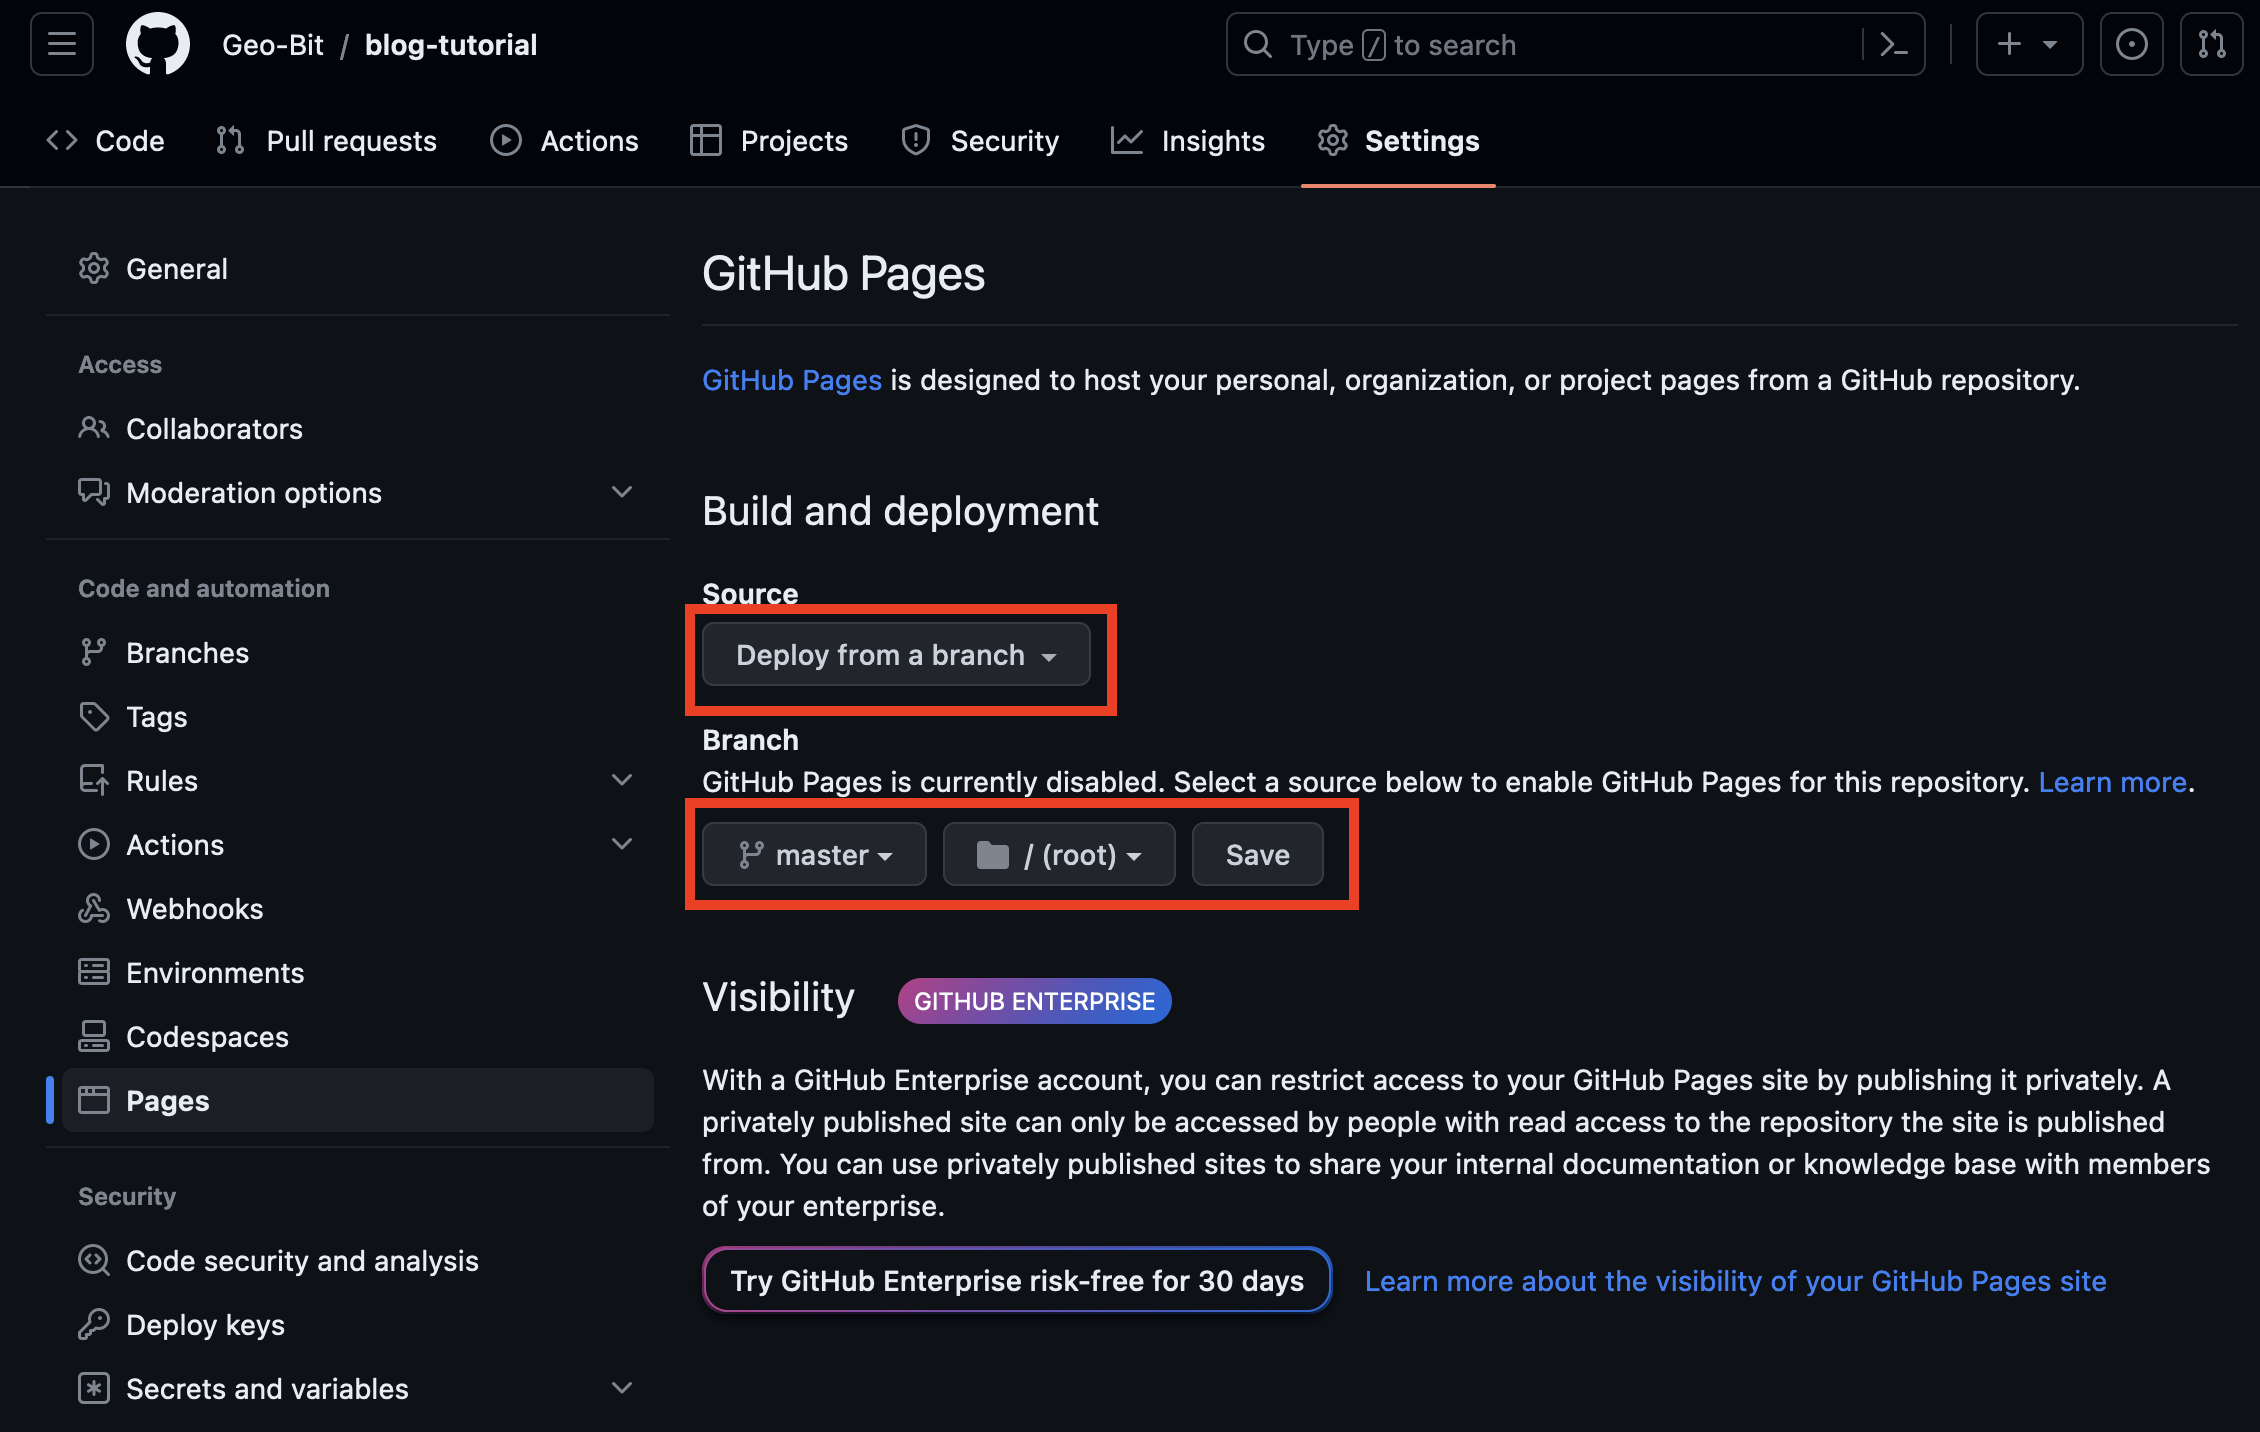 Geo-Bit / blog-tutorial
Type / to search
Code Pull requests Actions Projects Security Insights Settings
General
Access
Collaborators
Moderation options
Code and automation
Branches
Tags
Rules
Actions
Webhooks
Environments
Codespaces
Pages
Security
Code security and analysis
Deploy keys
Secrets and variables
GitHub Pages
GitHub Pages is designed to host your personal, organization, or project pages from a GitHub repository.
Build and deployment
Source
Deploy from a branch
Branch
GitHub Pages is currently disabled. Select a source below to enable GitHub Pages for this repository. Learn more.
master / (root) Save
Visibility GITHUB ENTERPRISE
With a GitHub Enterprise account, you can restrict access to your GitHub Pages site by publishing it privately. A
privately published site can only be accessed by people with read access to the repository the site is published
from. You can use privately published sites to share your internal documentation or knowledge base with members
of your enterprise.
Try GitHub Enterprise risk-free for 30 days Learn more about the visibility of your GitHub Pages site